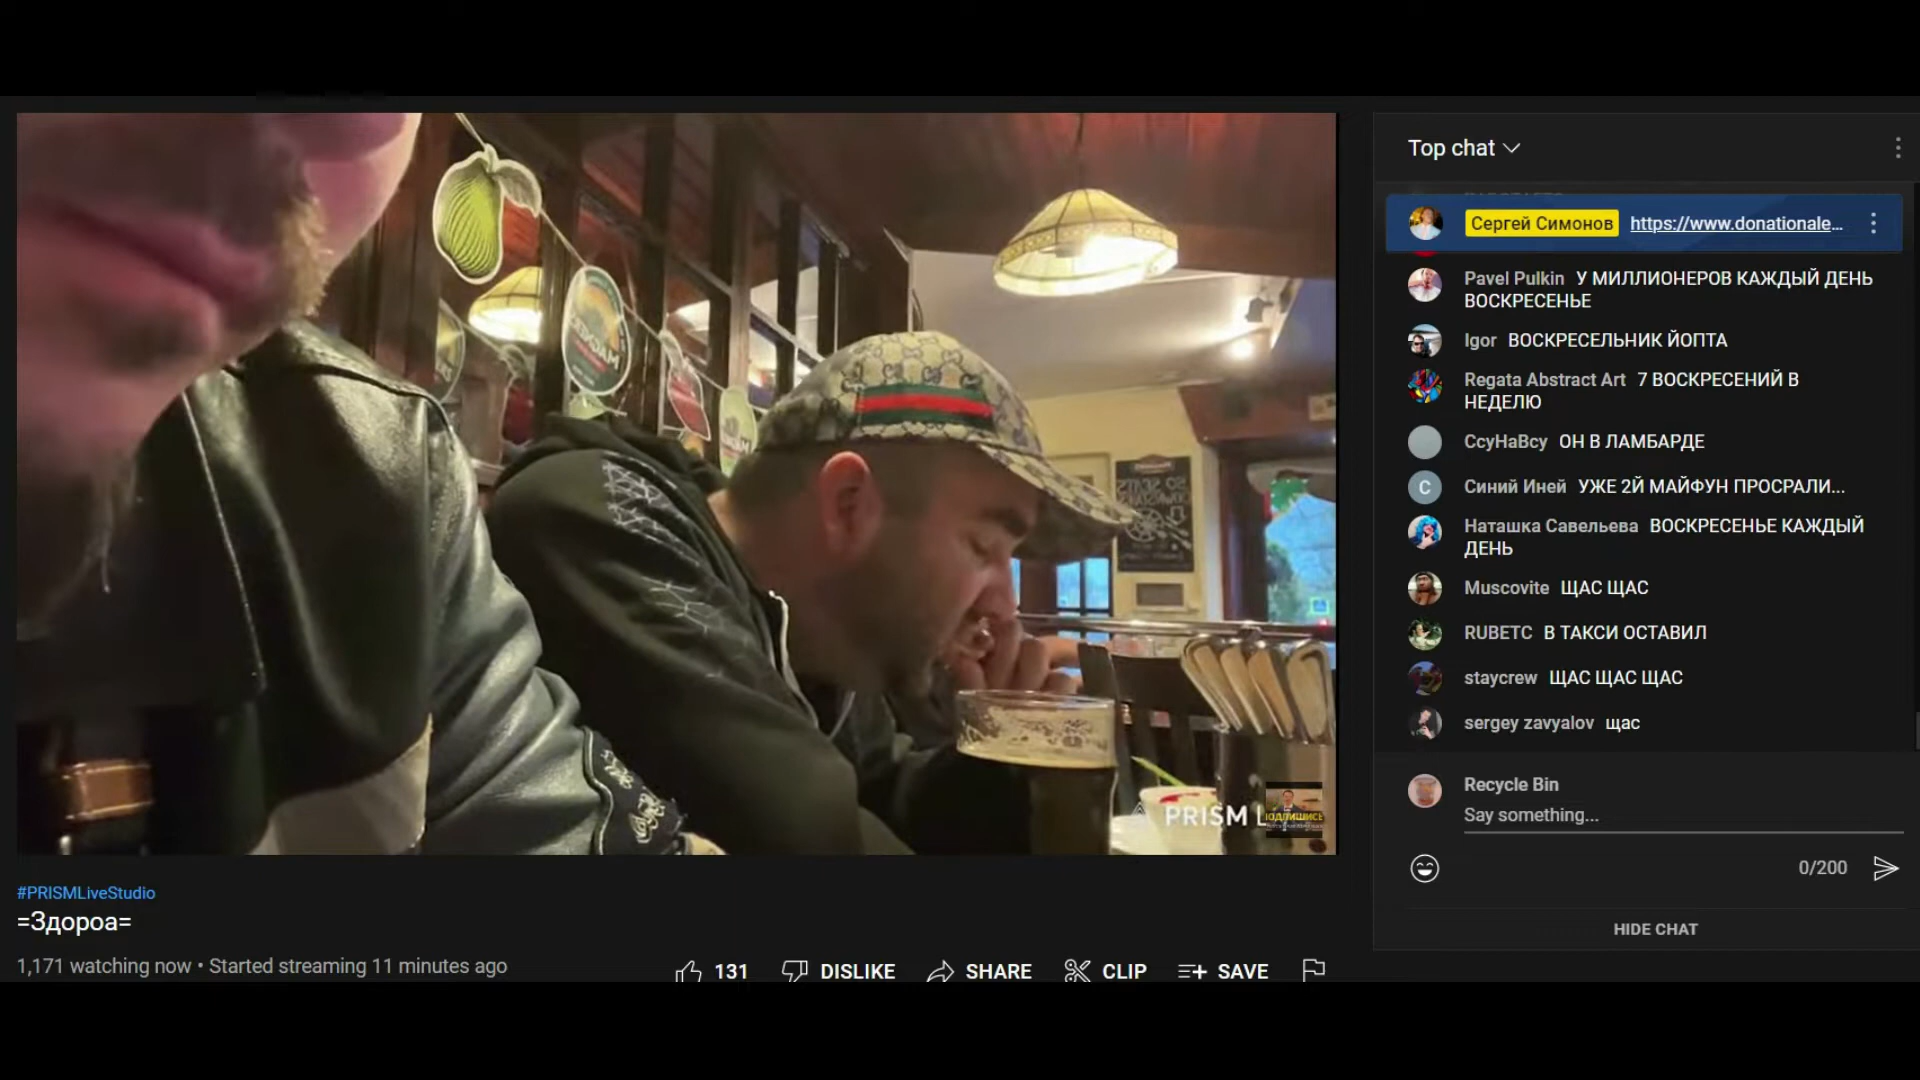 MAGNERS
PRISM L
ПОДПИШИСЬ
#PRISMLiveStudio
=Здороа=
1,171 watching now • Started streaming 11 minutes ago
131
DISLIKE
SHARE
CLIP
SAVE
Top chat
Сергей Симонов https://www.donationale...
Pavel Pulkin У МИЛЛИОНЕРОВ КАЖДЫЙ ДЕНЬ
ВОСКРЕСЕНЬЕ
Igor ВОСКРЕСЕЛЬНИК ЙОПТА
Regata Abstract Art 7 ВОСКРЕСЕНИЙ В
НЕДЕЛЮ
СсуНаВсу ОН В ЛАМБАРДЕ
С
Синий Иней УЖЕ 2Й МАЙФУН ПРОСРАЛИ...
Наташка Савельева ВОСКРЕСЕНЬЕ КАЖДЫЙ
ДЕНЬ
Muscovite ЩАС ЩАС
RUBETC В ТАКСИ ОСТАВИЛ
staycrew ЩАС ЩАС ЩАС
sergey zavyalov щас
Recycle Bin
Say something...
0/200
HIDE CHAT